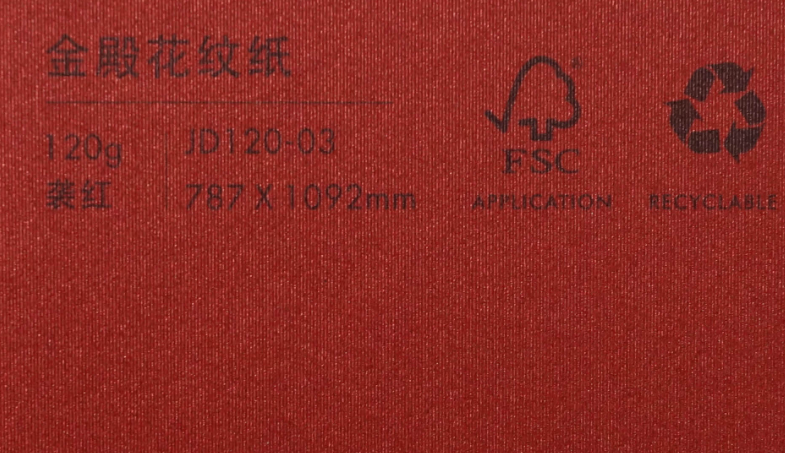 金殿花纹纸
120g JD120-03
袭红 787 X 1092mm
FSC
APPLICATION RECYCLABLE